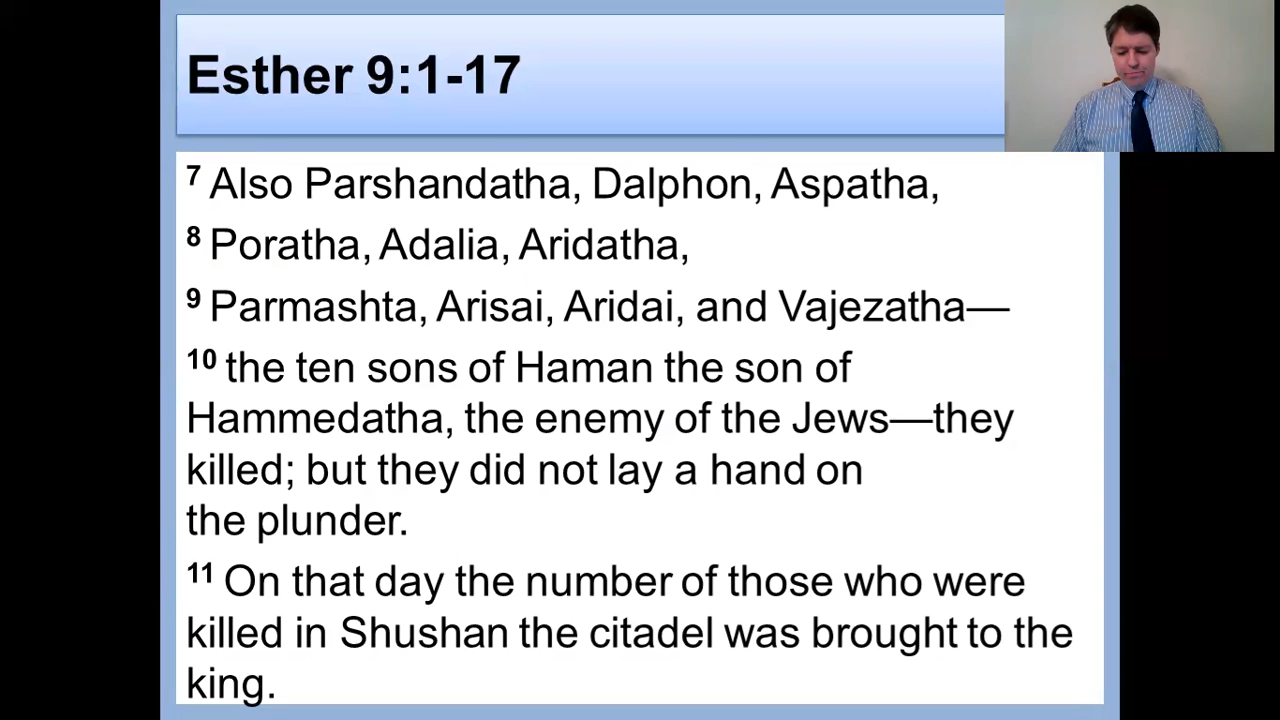 Esther 9:1-17
7 Also Parshandatha, Dalphon, Aspatha,
8 Poratha, Adalia, Aridatha,
9 Parmashta, Arisai, Aridai, and Vajezatha—
10 the ten sons of Haman the son of
Hammedatha, the enemy of the Jews—they
killed; but they did not lay a hand on
the plunder.
11 On that day the number of those who were
killed in Shushan the citadel was brought to the
king.